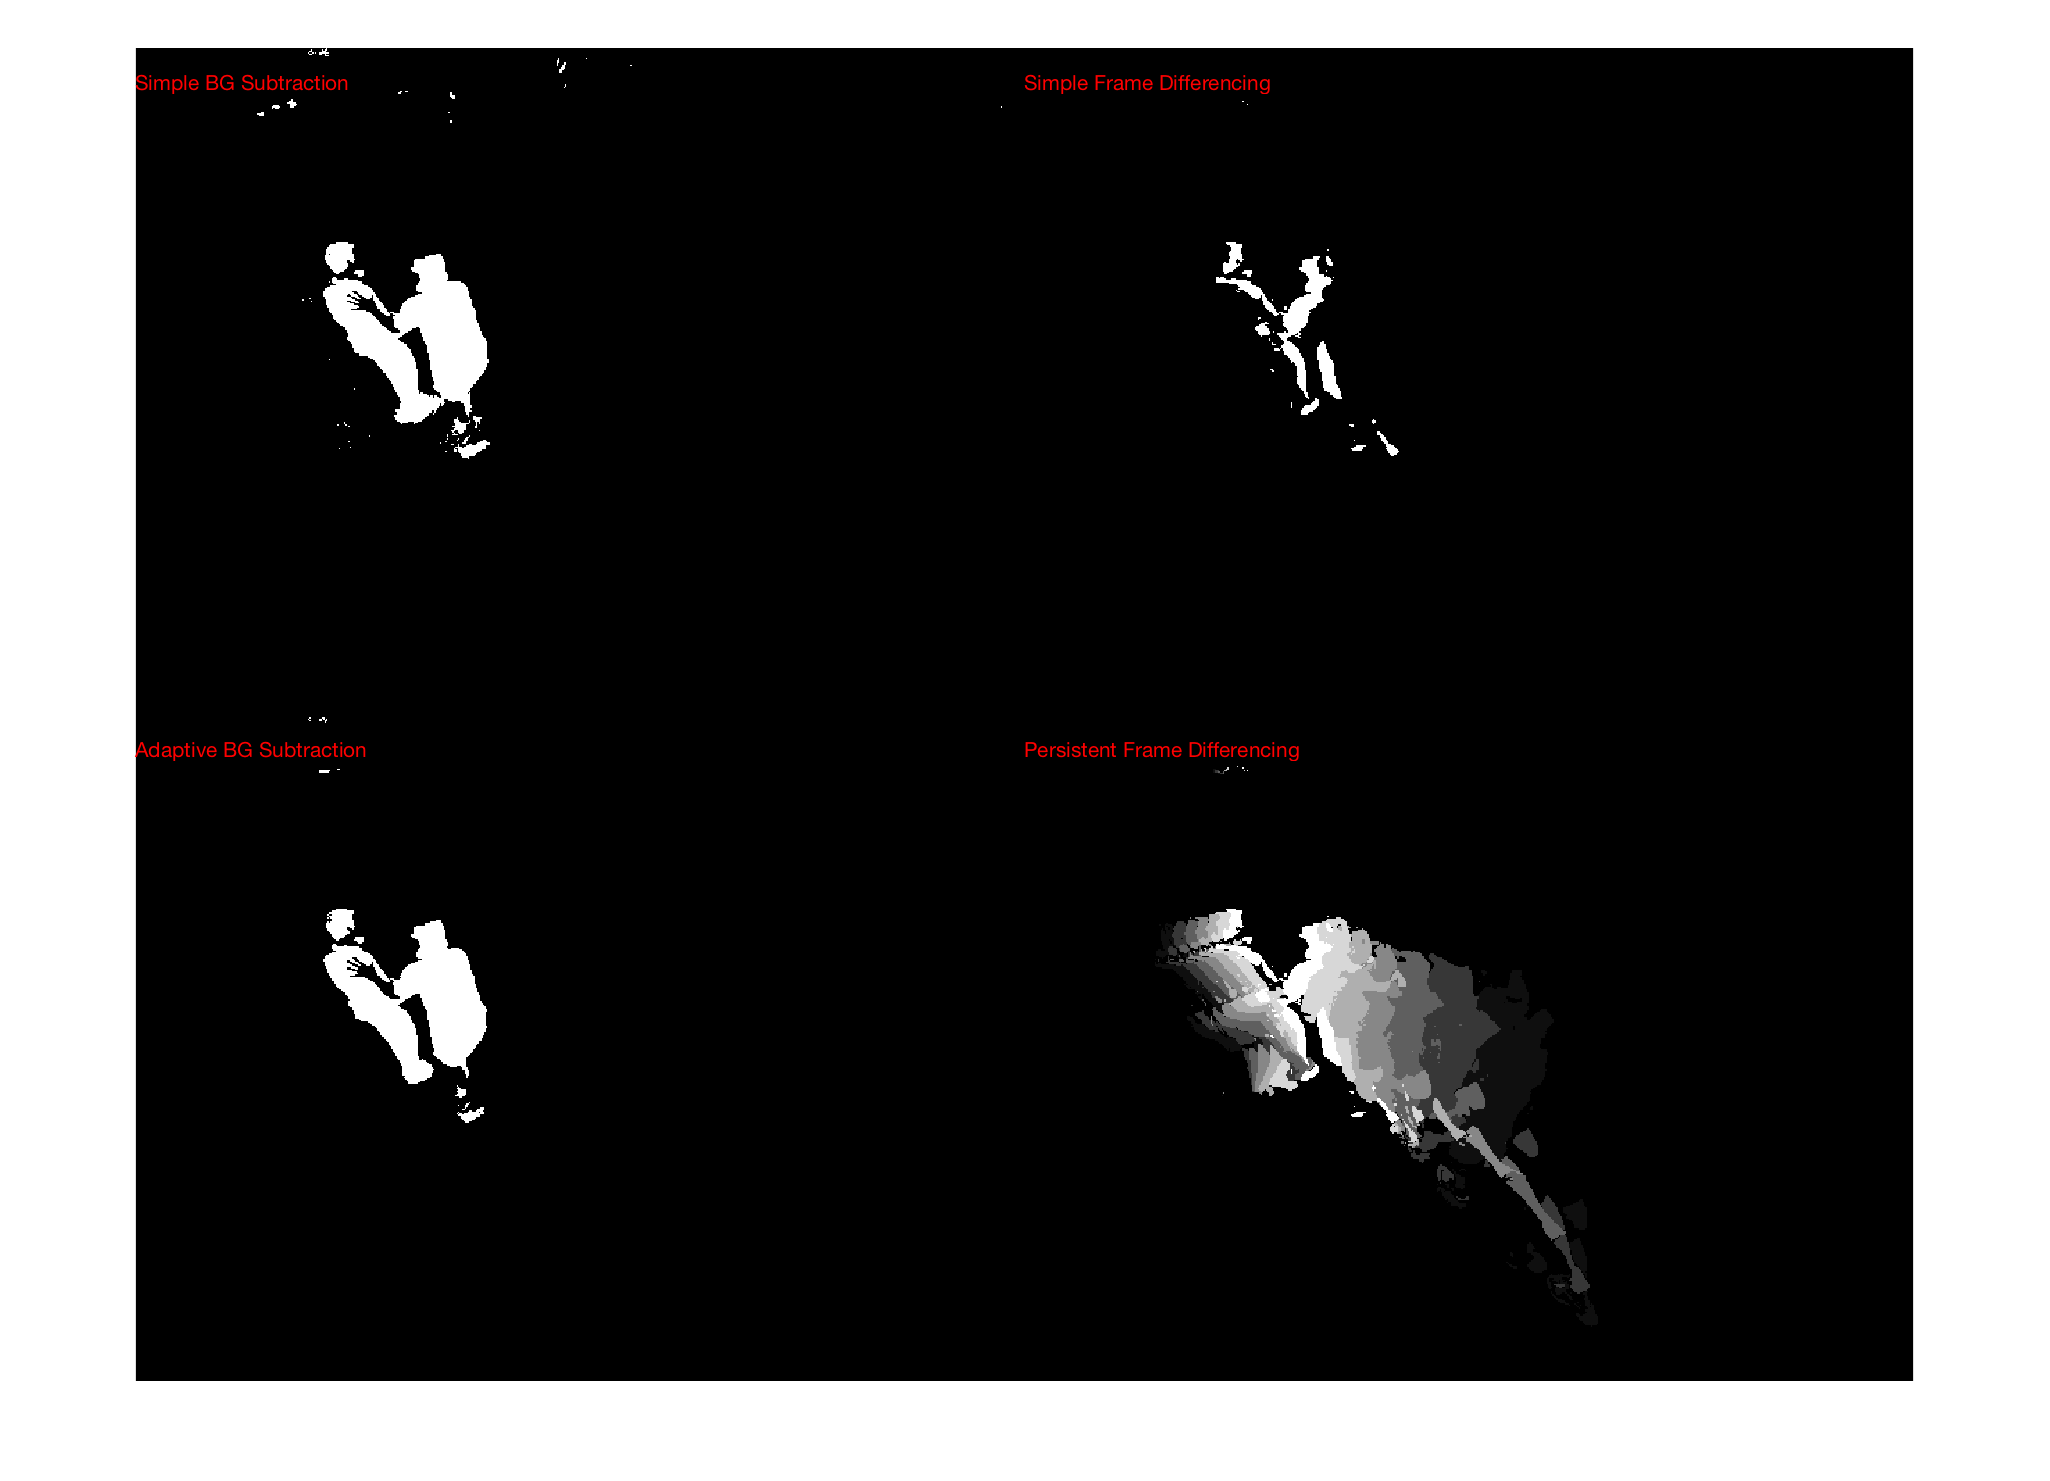 Simple BG Subtraction
Simple Frame Differencing
Adaptive BG Subtraction
Persistent Frame Differencing